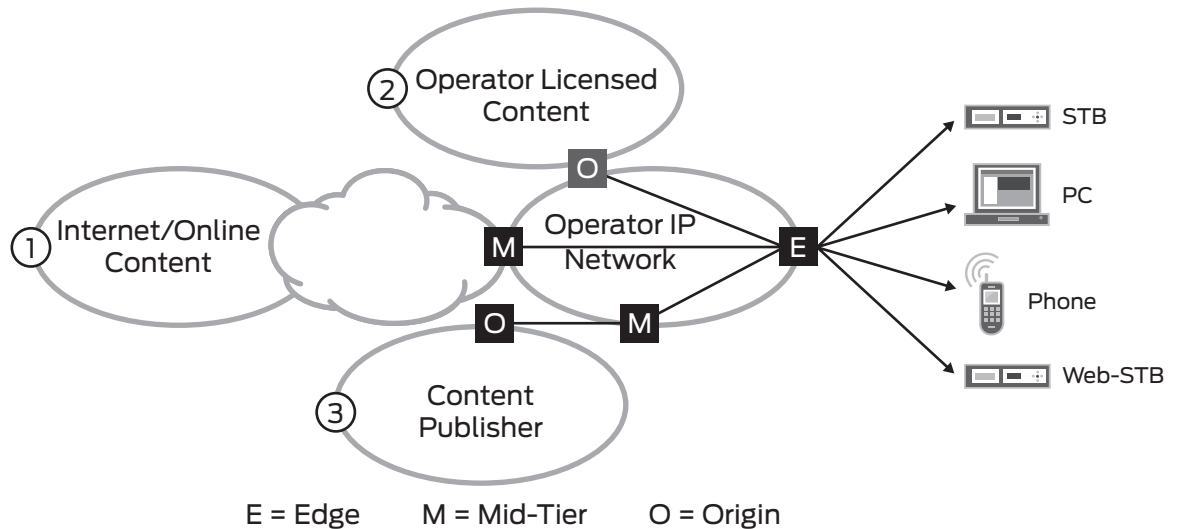 2
Operator Licensed
Content
O
STB
PC
1
Internet/Online
Content
M
Operator IP
Network
E
O
M
Phone
3
Content
Publisher
Web-STB
E = Edge M = Mid-Tier O = Origin